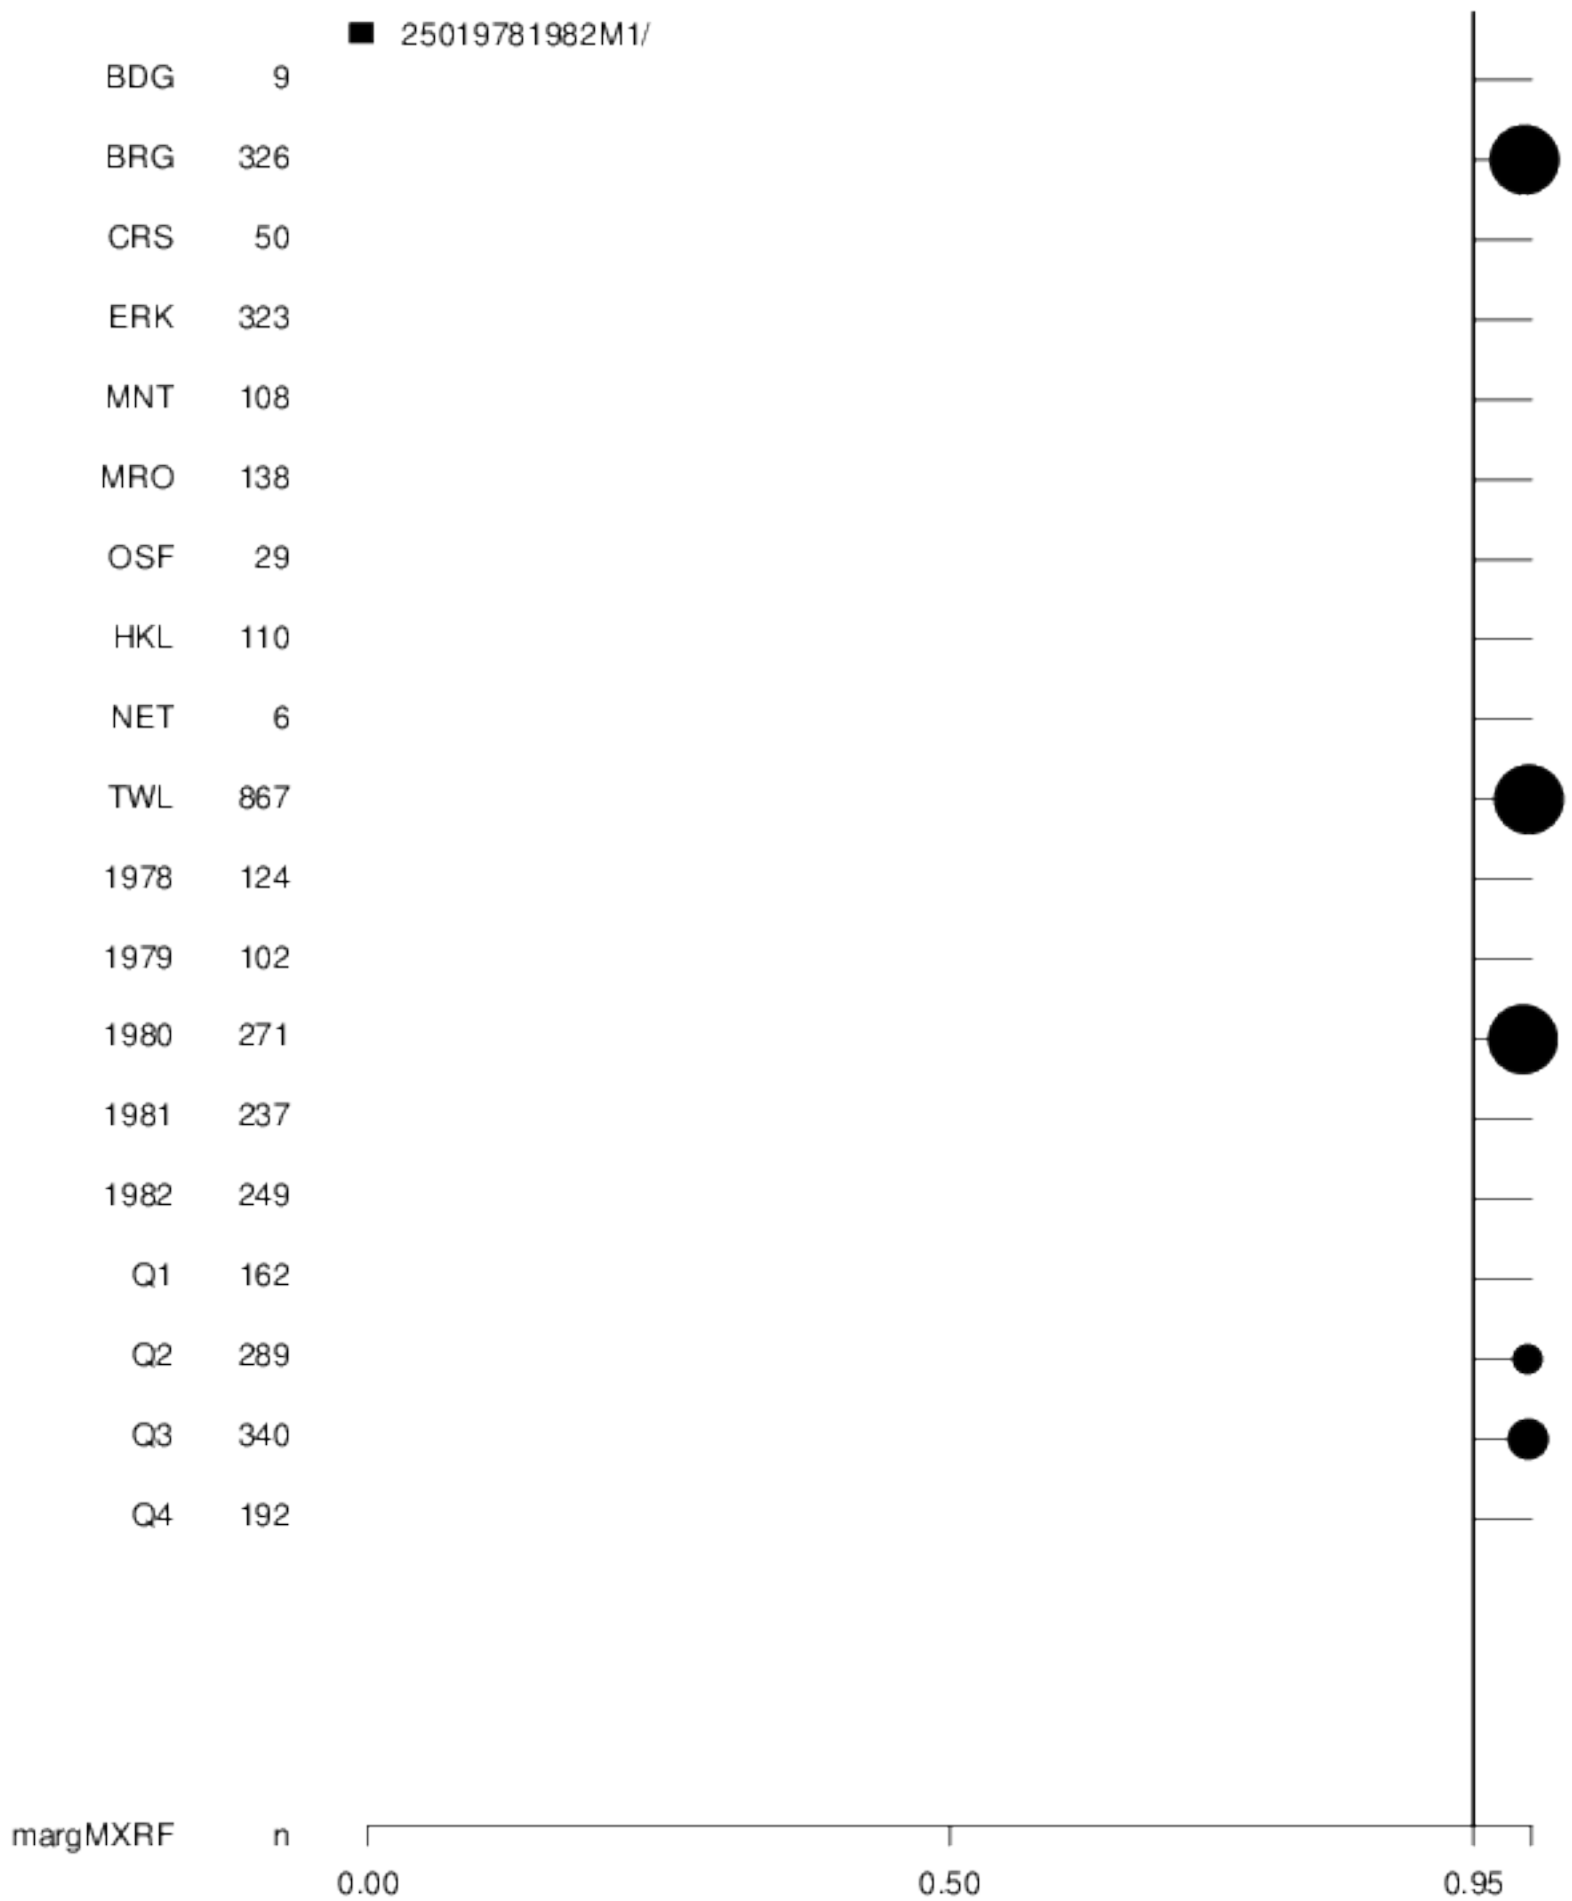 25019781982M1/
BDG 9
BRG 326
CRS 50
ERK 323
MNT 108
MRO 138
OSF 29
HKL 110
NET 6
TWL 867
1978 124
1979 102
1980 271
1981 237
1982 249
Q1 162
Q2 289
Q3 340
Q4 192
margMXRF n
0.00 0.50 0.95